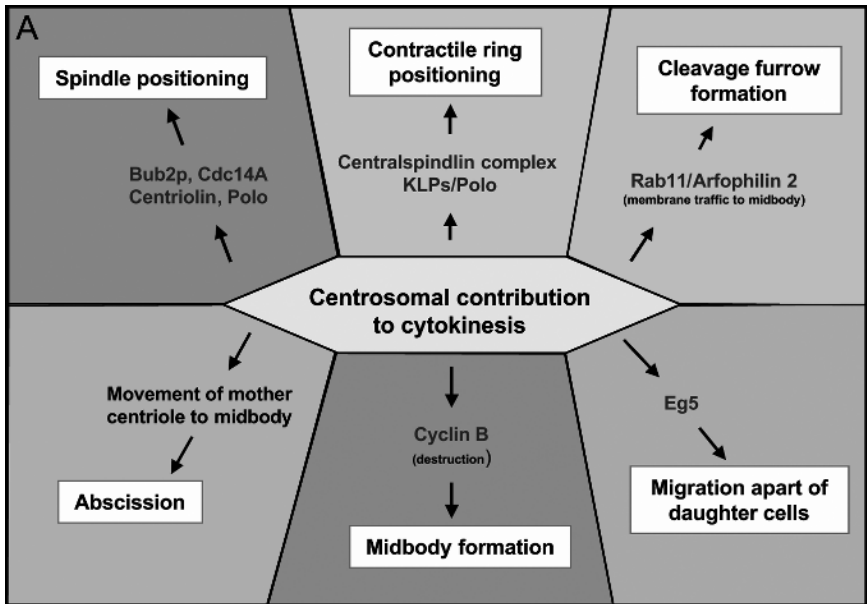 A
Spindle positioning
Bub2p, Cdc14A
Centriolin, Polo
Contractile ring
positioning
Centralspindlin complex
KLPs/Polo
Cleavage furrow
formation
Rab11/Arfophilin 2
(membrane traffic to midbody)
Centrosomal contribution
to cytokinesis
Movement of mother
centriole to midbody
Abscission
Cyclin B
(destruction)
Midbody formation
Eg5
Migration apart of
daughter cells